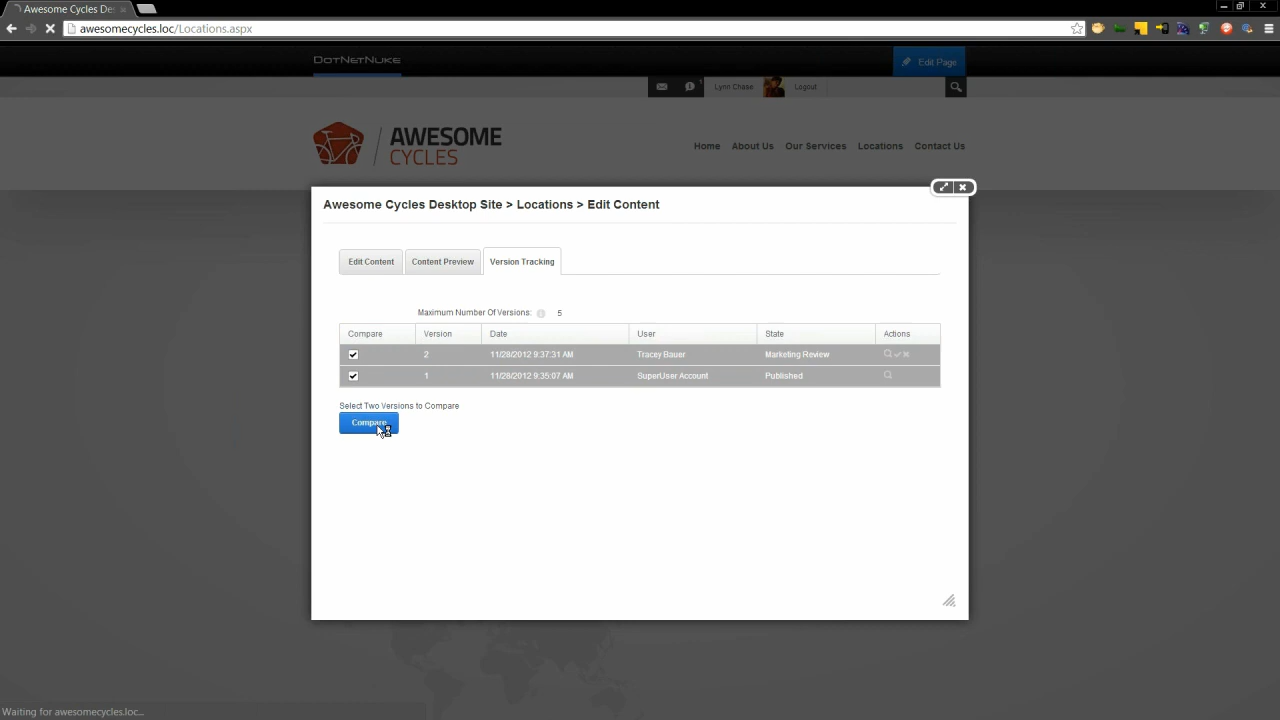 Awesome Cycles Des
awesomecycles.loc/Locations.aspx
DOTNETNUKE
Edit Page
1 Lynn Chase Logout
AWESOME
CYCLES
Home About Us Our Services Locations Contact Us
Awesome Cycles Desktop Site > Locations > Edit Content
Edit Content Content Preview Version Tracking
Maximum Number Of Versions: 5
Compare Version Date User State Actions
2 11/28/2012 9:37:31 AM Tracey Bauer Marketing Review
1 11/28/2012 9:35:07 AM SuperUser Account Published
Select Two Versions to Compare
Compare
Waiting for awesomecycles.loc...